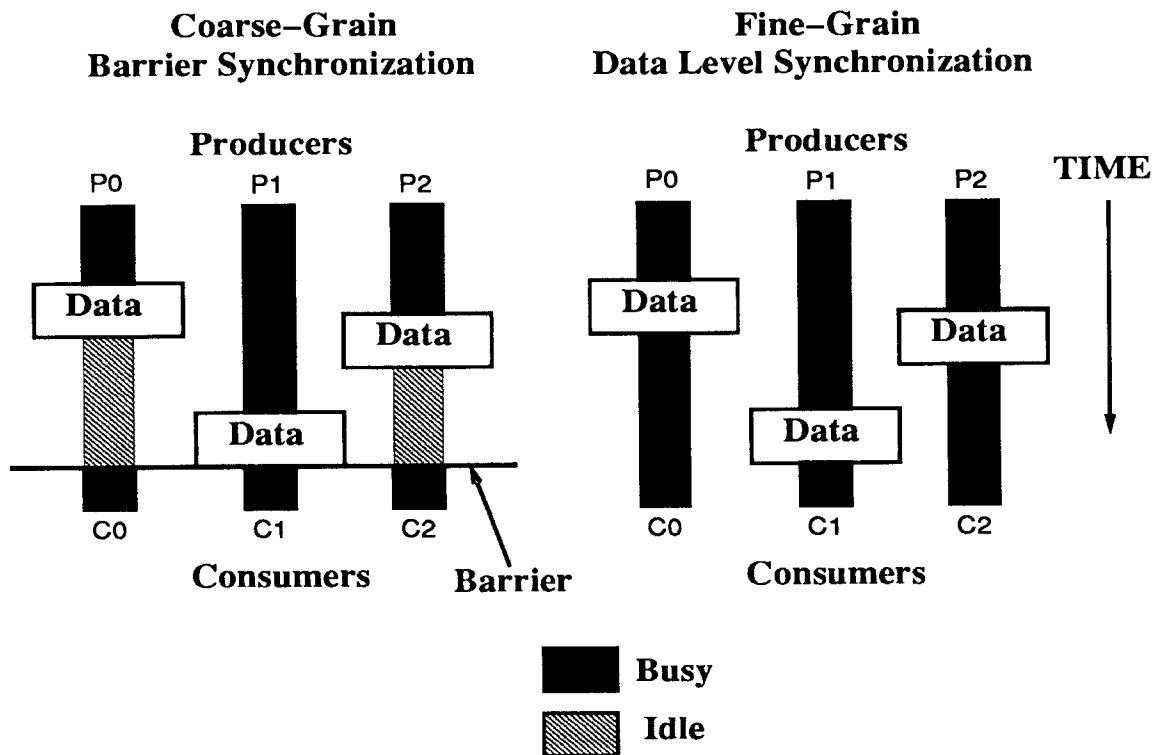 Coarse–Grain
Barrier Synchronization
Producers
P0 P1 P2
Data
Data
Data
C0 C1 C2
Consumers
Barrier
Fine–Grain
Data Level Synchronization
Producers
P0 P1 P2
TIME
Data
Data
Data
C0 C1 C2
Consumers
Busy
Idle